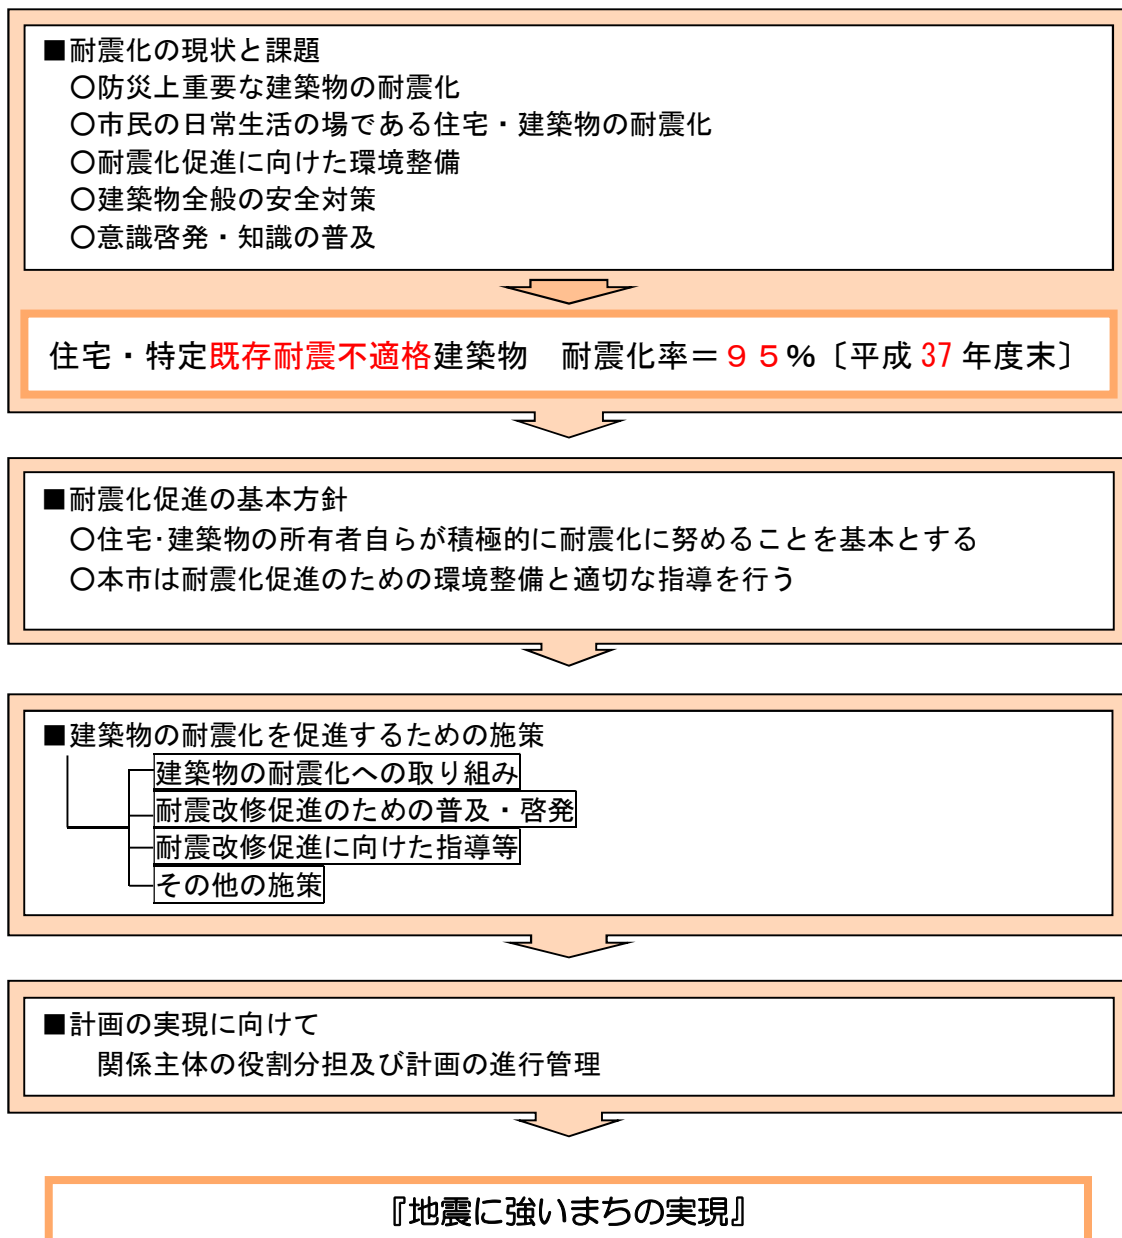 ■耐震化の現状と課題
○防災上重要な建築物の耐震化
○市民の日常生活の場である住宅・建築物の耐震化
○耐震化促進に向けた環境整備
○建築物全般の安全対策
○意識啓発・知識の普及
住宅・特定既存耐震不適格建築物　耐震化率＝９５%〔平成 37 年度末〕
■耐震化促進の基本方針
○住宅･建築物の所有者自らが積極的に耐震化に努めることを基本とする
○本市は耐震化促進のための環境整備と適切な指導を行う
■建築物の耐震化を促進するための施策
建築物の耐震化への取り組み
耐震改修促進のための普及・啓発
耐震改修促進に向けた指導等
その他の施策
■計画の実現に向けて
関係主体の役割分担及び計画の進行管理
『地震に強いまちの実現』